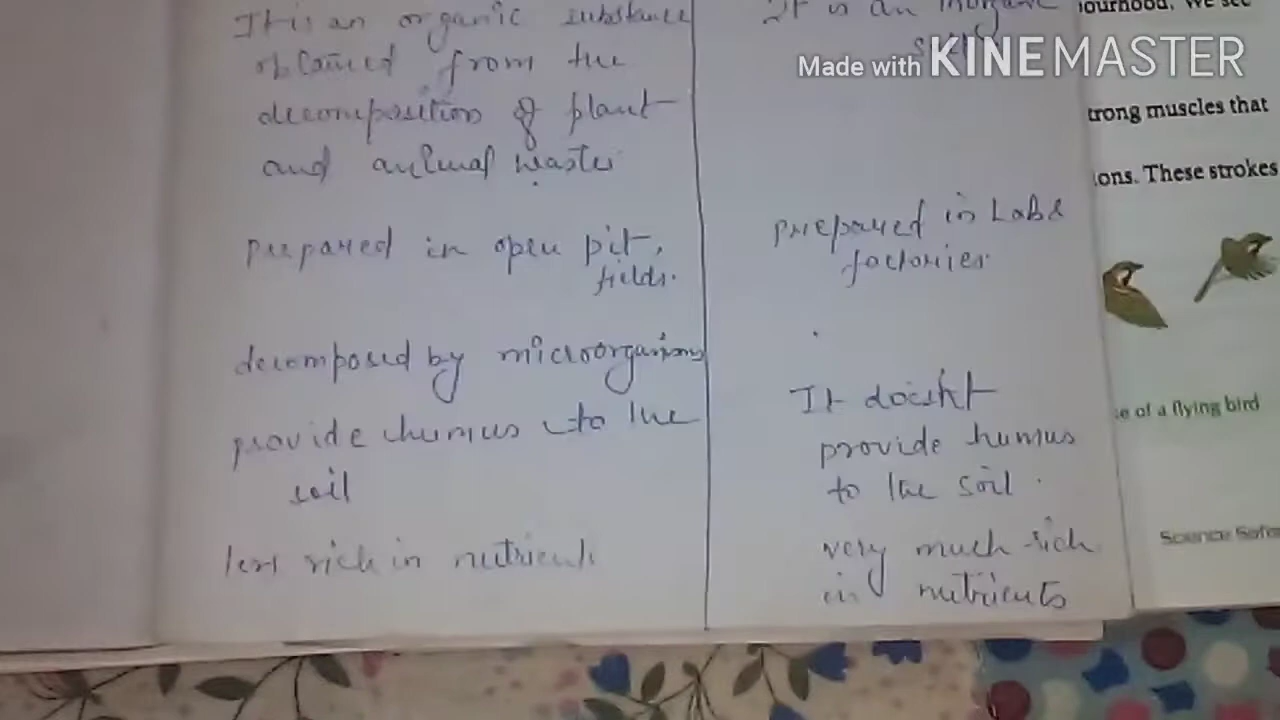 It is an organic substance
obtained from the
decomposition of plant
and animal waster
prepared in open pit,
fields.
decomposed by microorganisms
provide humus to the
soil
less rich in nutrients
It is an Inorganic
prepared in Lab &
factories.
It doesn't
provide humus
to the soil.
very much rich
in nutrients
Made with KINEMASTER
ourhood. We see
trong muscles that
ons. These strokes
e of a flying bird
Science